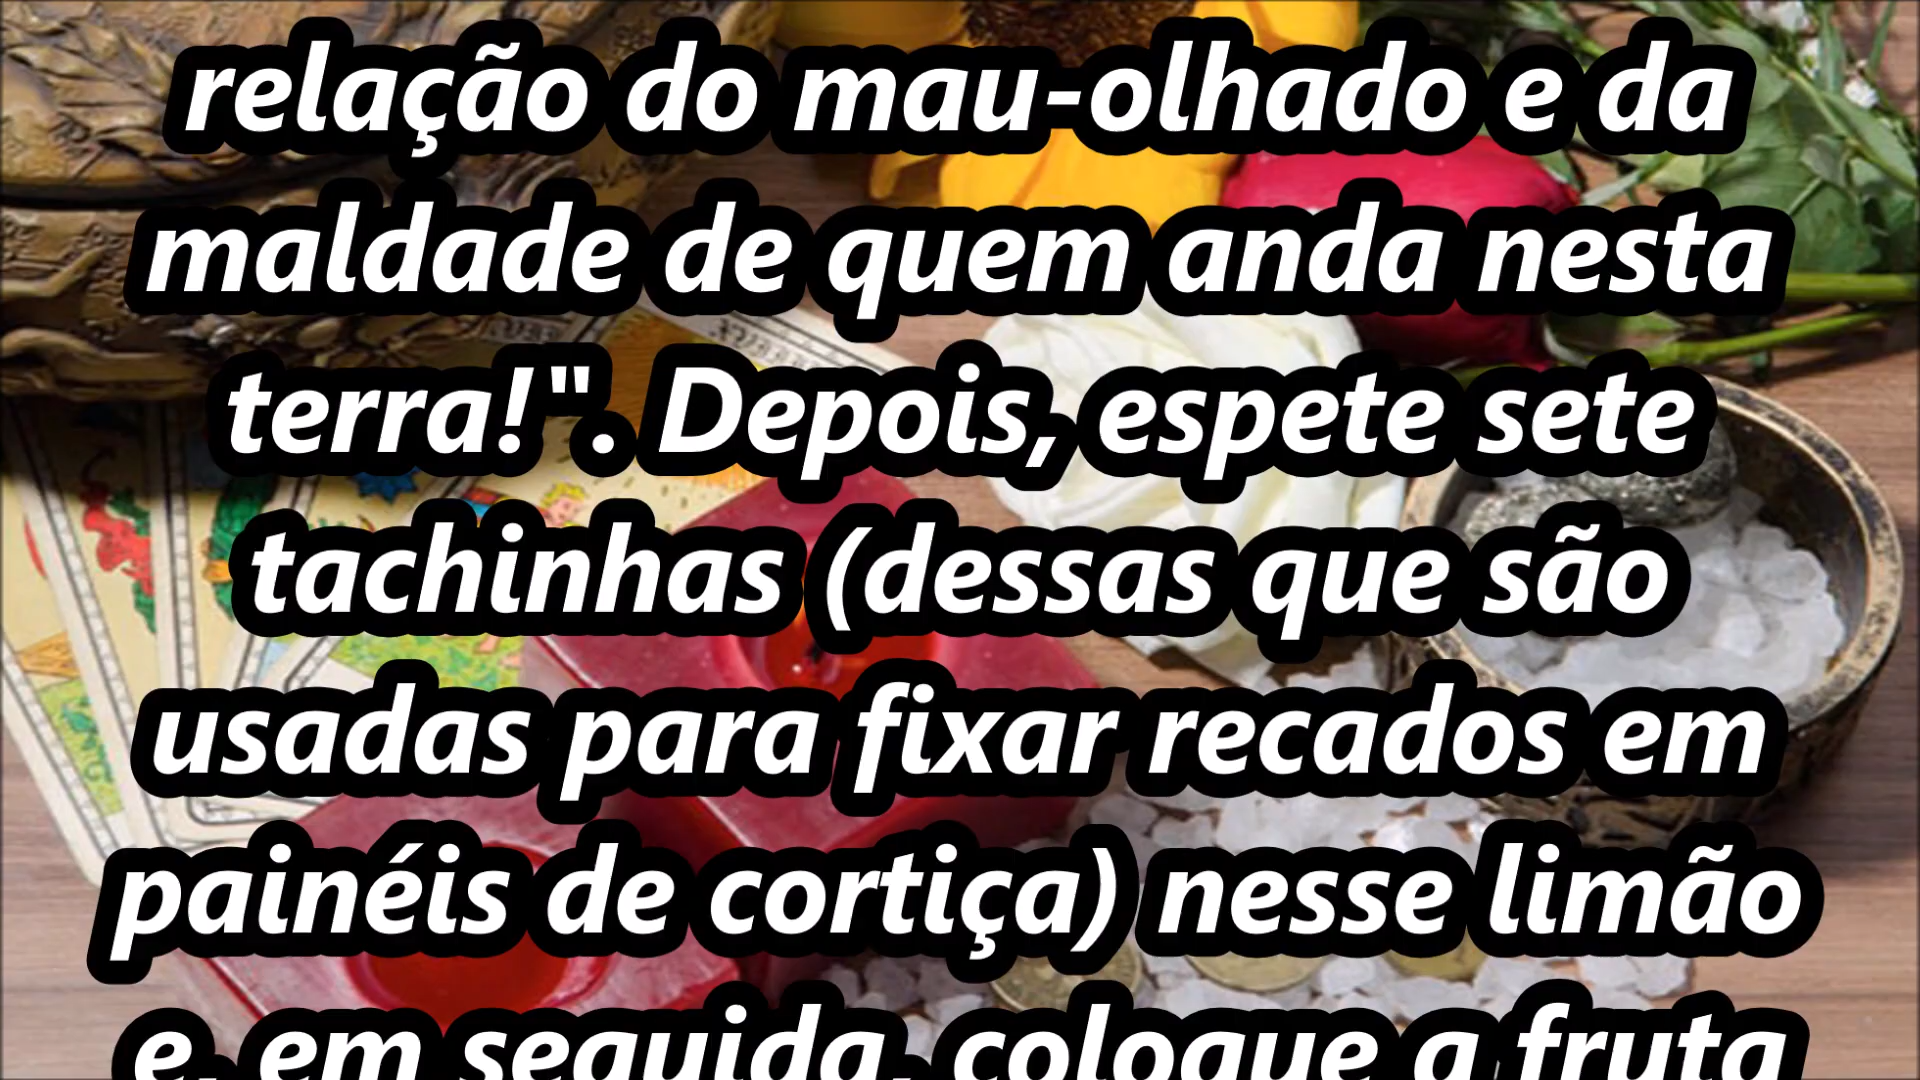 relação do mau-olhado e da
maldade de quem anda nesta
terra!". Depois, espete sete
tachinhas (dessas que são
usadas para fixar recados em
painéis de cortiça) nesse limão
e, em seguida, coloque a fruta